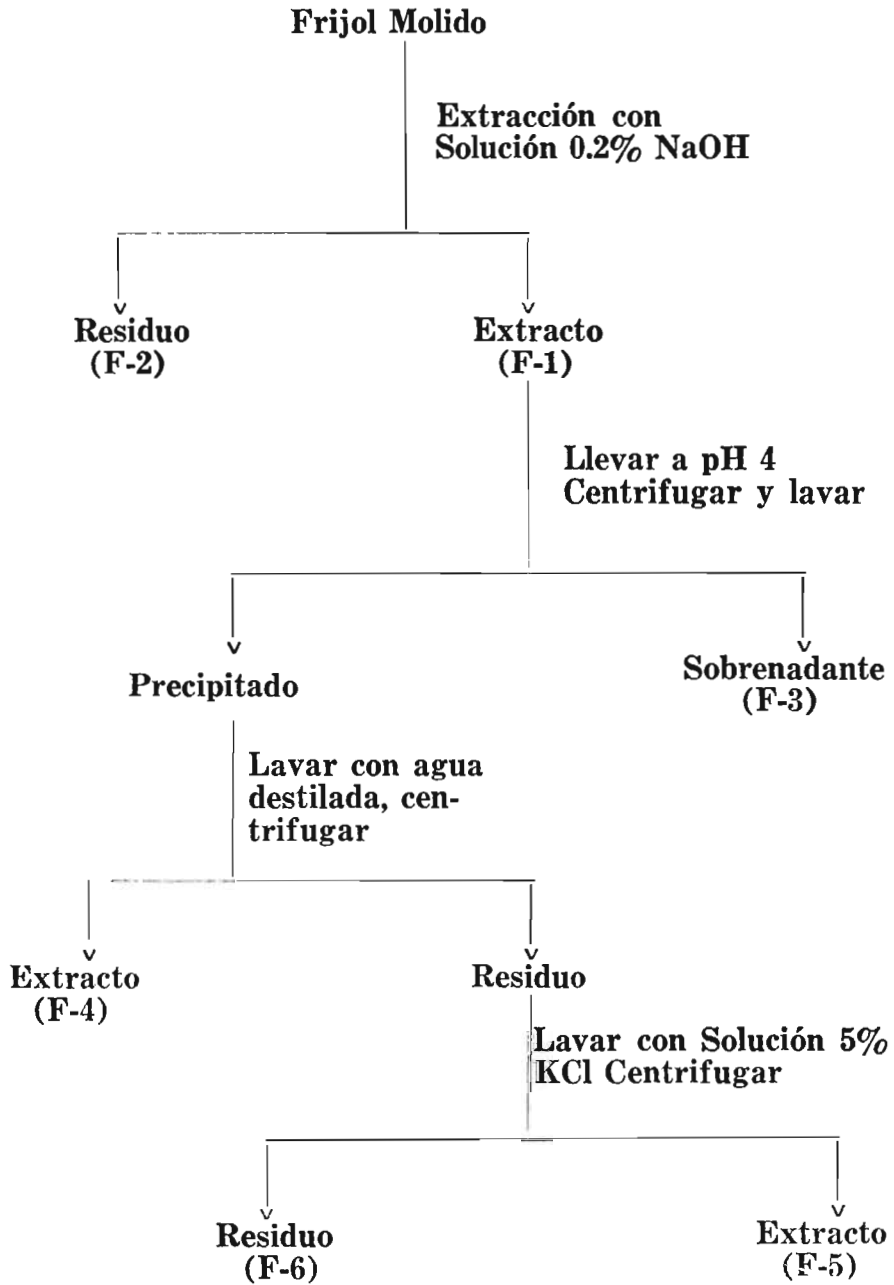 Frijol Molido
Extracción con
Solución 0.2% NaOH
Residuo
(F-2)
Extracto
(F-1)
Llevar a pH 4
Centrifugar y lavar
Precipitado
Sobrenadante
(F-3)
Lavar con agua
destilada, cen-
trifugar
Extracto
(F-4)
Residuo
Lavar con Solución 5%
KCl Centrifugar
Residuo
(F-6)
Extracto
(F-5)